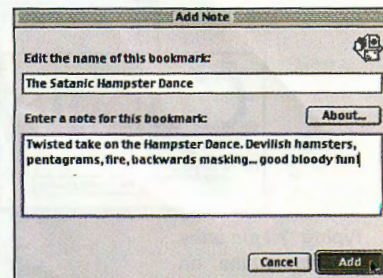 Add Note
Edit the name of this bookmark:
The Satanic Hampster Dance
Enter a note for this bookmark:
About...
Twisted take on the Hampster Dance. Devilish hamsters,
pentagrams, fire, backwards masking... good bloody fun!
Cancel
Add